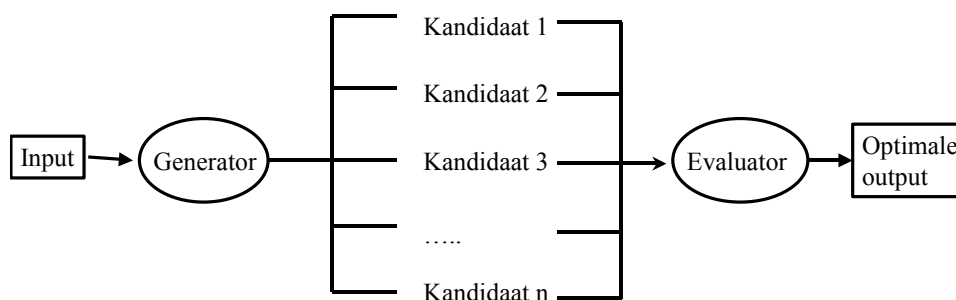 Kandidaat 1
Kandidaat 2
Input
Generator
Kandidaat 3
Evaluator
Optimale
output
.....
Kandidaat n